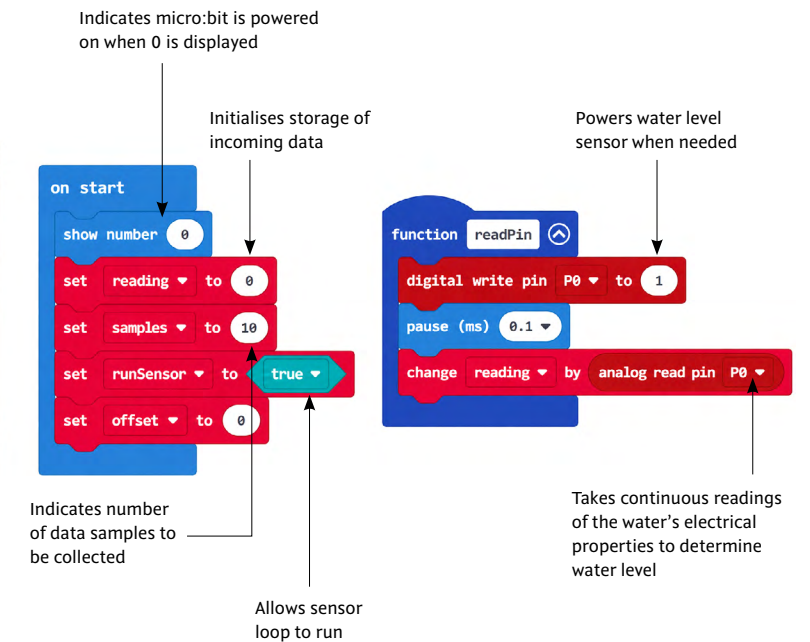 Indicates micro:bit is powered
on when 0 is displayed
Initialises storage of
incoming data
Powers water level
sensor when needed
on start
show number 0
set reading to 0
set samples to 10
set runSensor to true
set offset to 0
function readPin
digital write pin P0 to 1
pause (ms) 0.1
change reading by analog read pin P0
Indicates number
of data samples to
be collected
Allows sensor
loop to run
Takes continuous readings
of the water's electrical
properties to determine
water level